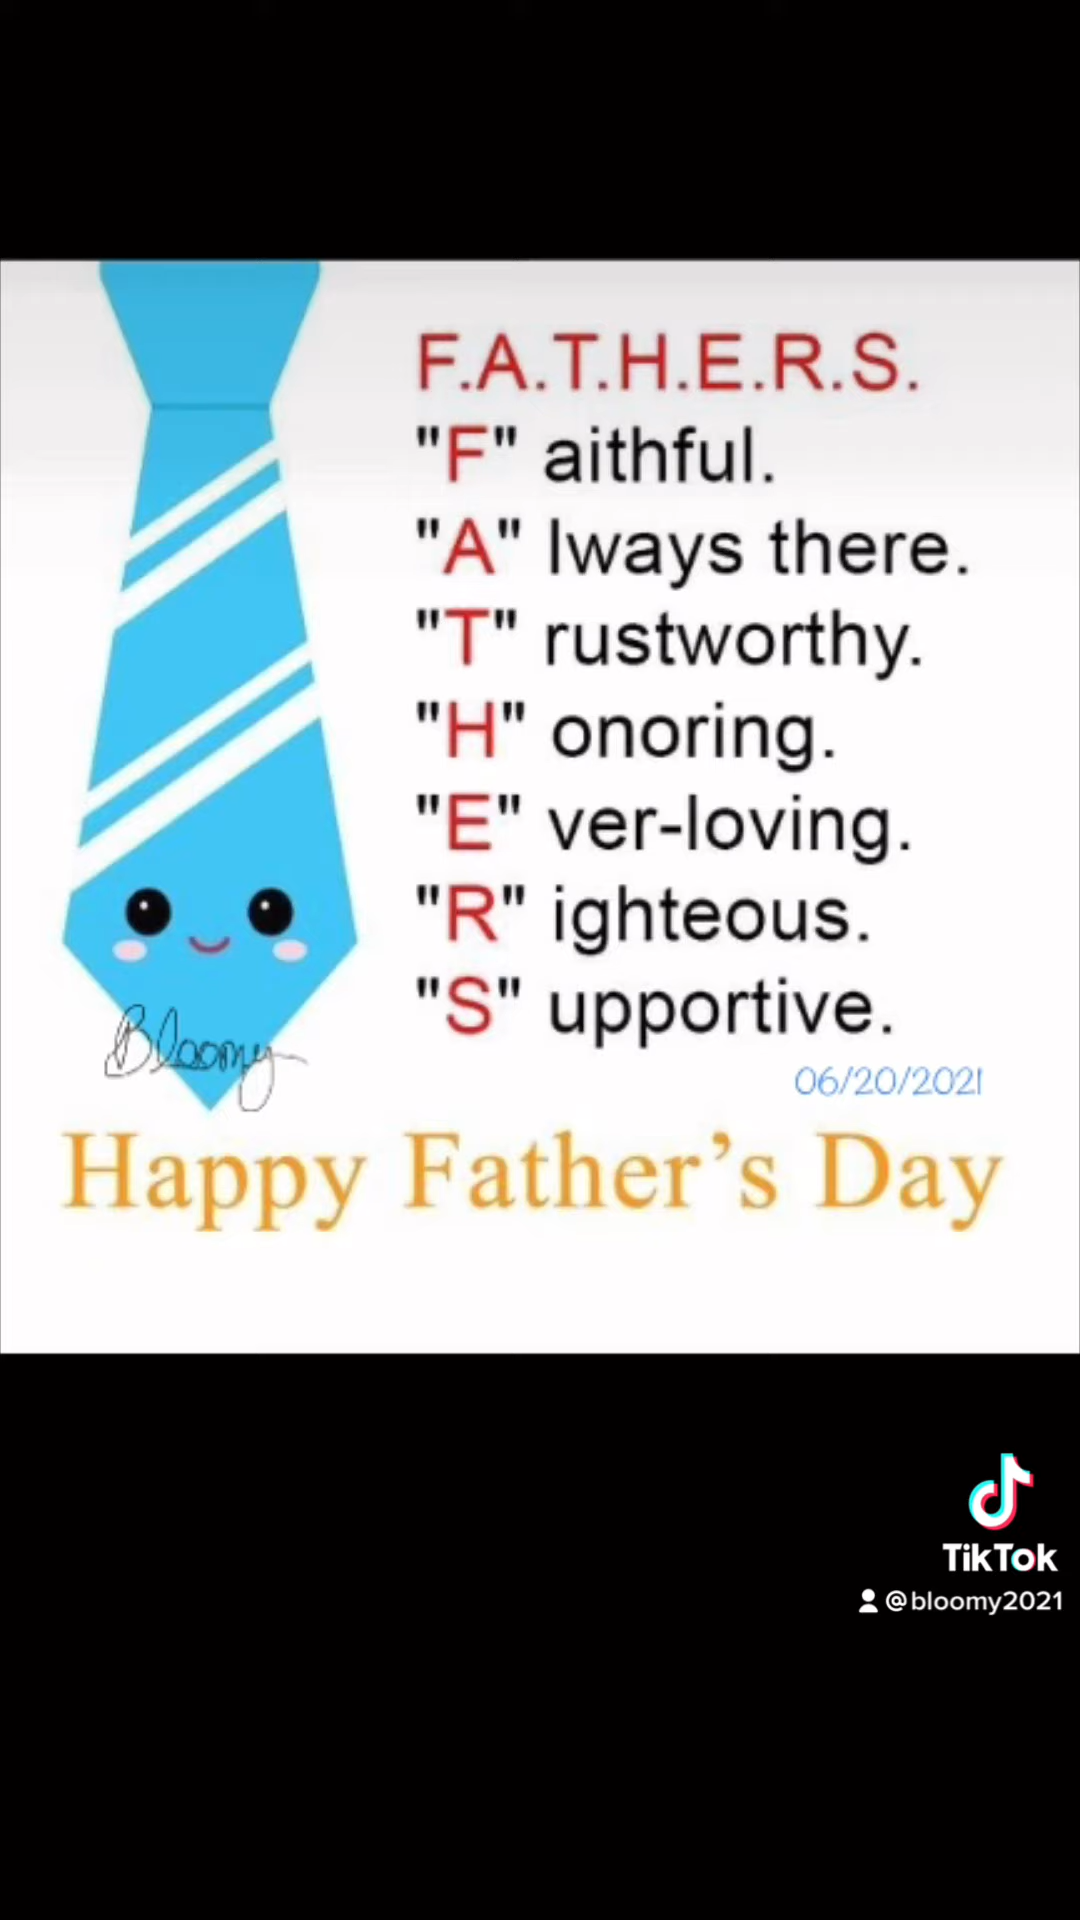 F.A.T.H.E.R.S.
"F" aithful.
"A" lways there.
"T" rustworthy.
"H" onoring.
"E" ver-loving.
"R" ighteous.
"S" upportive.
Bloomy
06/20/2021
Happy Father’s Day
TikTok
@bloomy2021